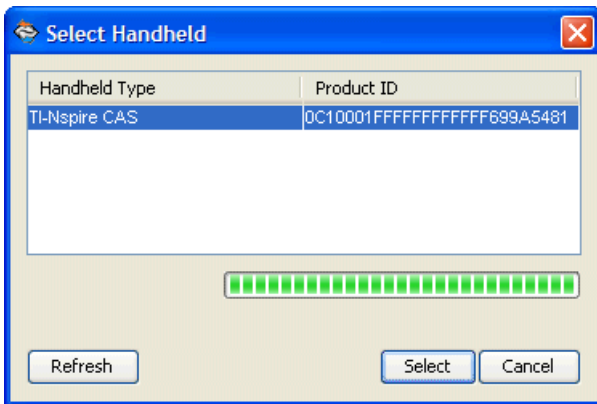 Select Handheld
Handheld Type Product ID
TI-Nspire CAS 0C10001FFFFFFFFFFFF699A5481
Refresh Select Cancel